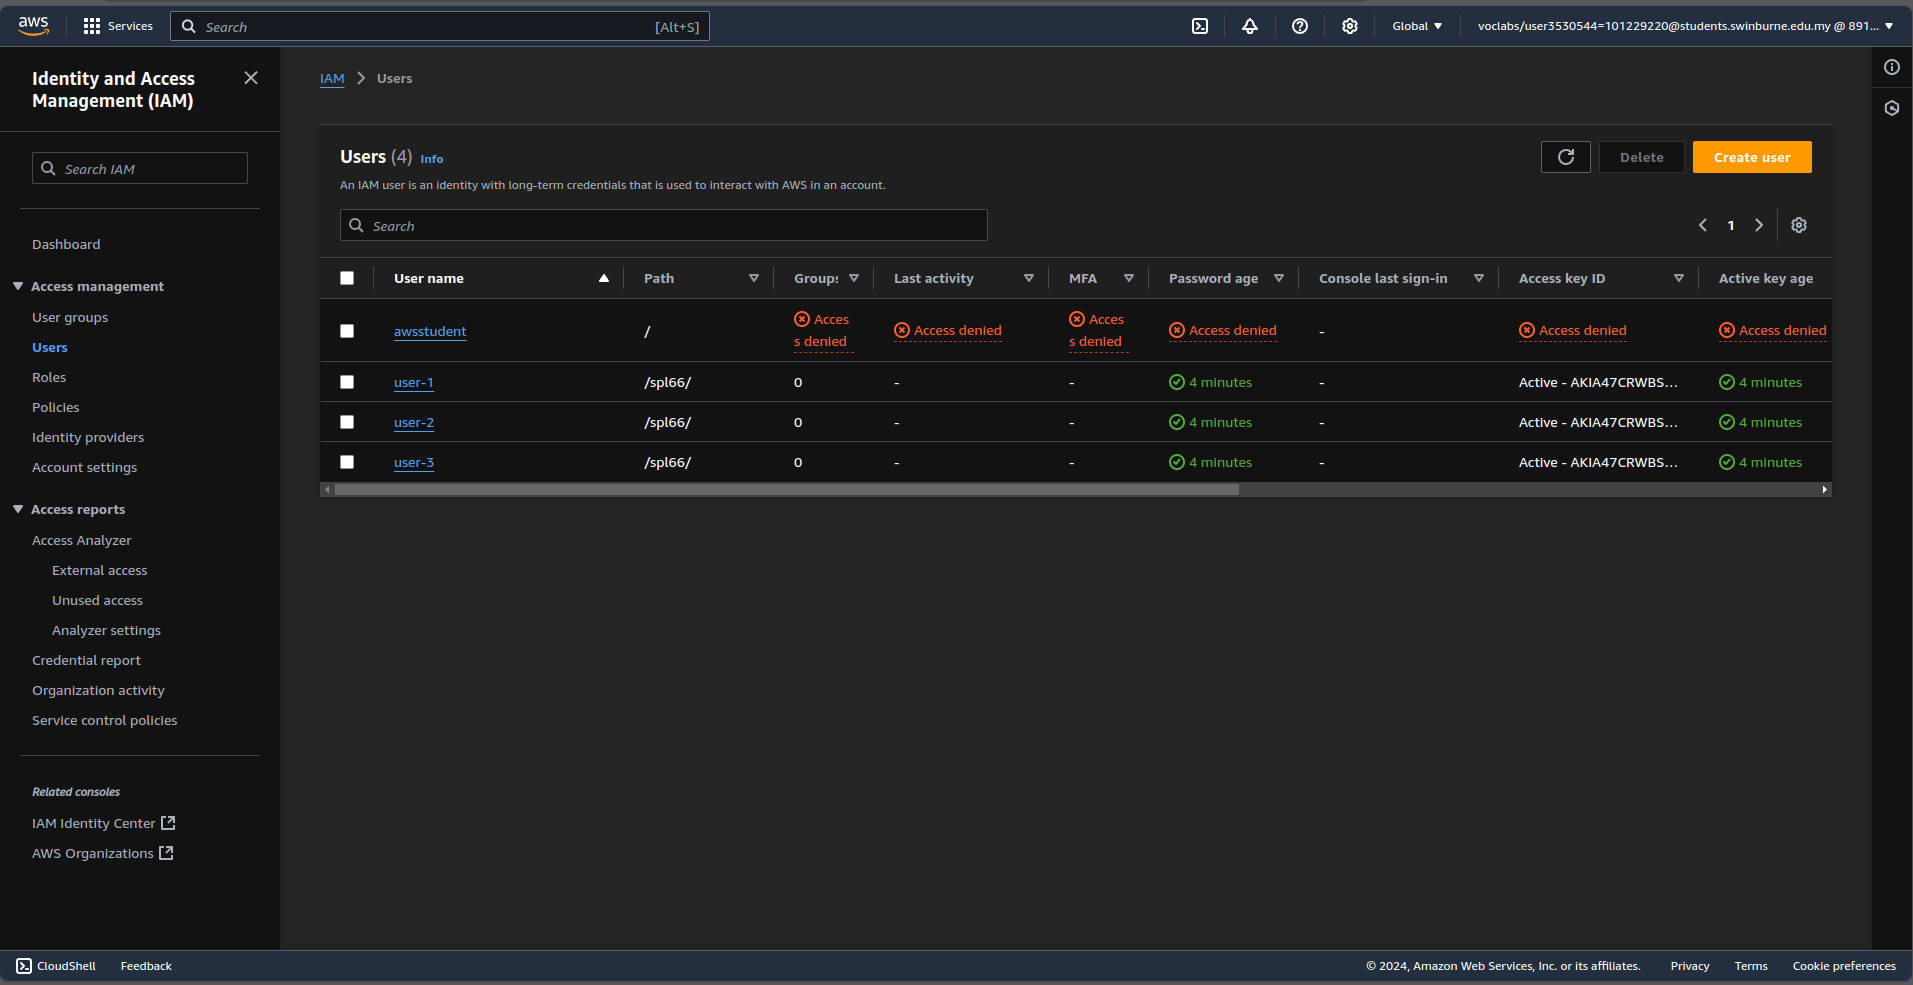 aws
Services
Search [Alt+S]
Global
voclabs/user3530544=101229220@students.swinburne.edu.my @ 891...
Identity and Access
Management (IAM)
Search IAM
Dashboard
Access management
User groups
Users
Roles
Policies
Identity providers
Account settings
Access reports
Access Analyzer
External access
Unused access
Analyzer settings
Credential report
Organization activity
Service control policies
Related consoles
IAM Identity Center
AWS Organizations
IAM > Users
Users (4) Info
An IAM user is an identity with long-term credentials that is used to interact with AWS in an account.
Delete
Create user
Search
1
User name Path Groups Last activity MFA Password age Console last sign-in Access key ID Active key age
awsstudent / Access denied Access denied Access denied Access denied - Access denied Access denied
user-1 /spl66/ 0 - - 4 minutes - Active - AKIA47CRWBS... 4 minutes
user-2 /spl66/ 0 - - 4 minutes - Active - AKIA47CRWBS... 4 minutes
user-3 /spl66/ 0 - - 4 minutes - Active - AKIA47CRWBS... 4 minutes
CloudShell Feedback © 2024, Amazon Web Services, Inc. or its affiliates. Privacy Terms Cookie preferences